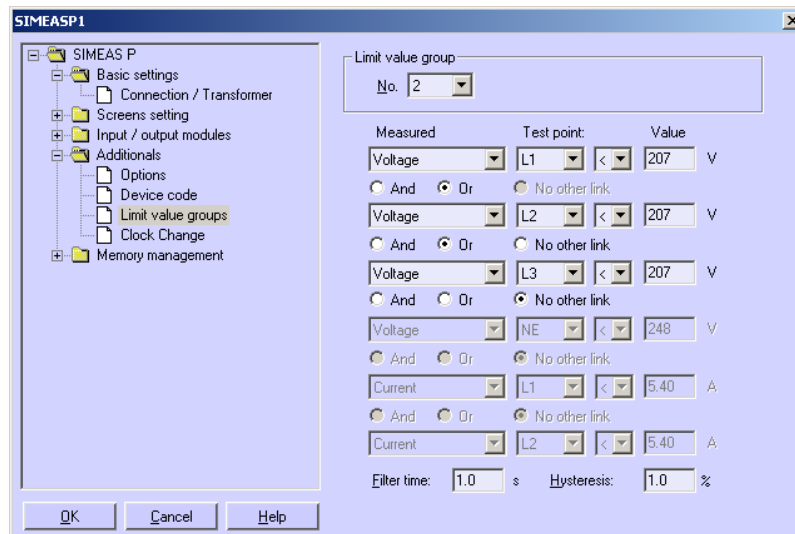 SIMEASP1
SIMEAS P
Basic settings
Connection / Transformer
Screens setting
Input / output modules
Additionals
Options
Device code
Limit value groups
Clock Change
Memory management
OK Cancel Help
Limit value group
No. 2
Measured Test point: Value
Voltage L1 < 207 V
And Or No other link
Voltage L2 < 207 V
And Or No other link
Voltage L3 < 207 V
And Or No other link
Voltage NE < 248 V
And Or No other link
Current L1 < 5.40 A
And Or No other link
Current L2 < 5.40 A
Filter time: 1.0 s Hysteresis: 1.0 %